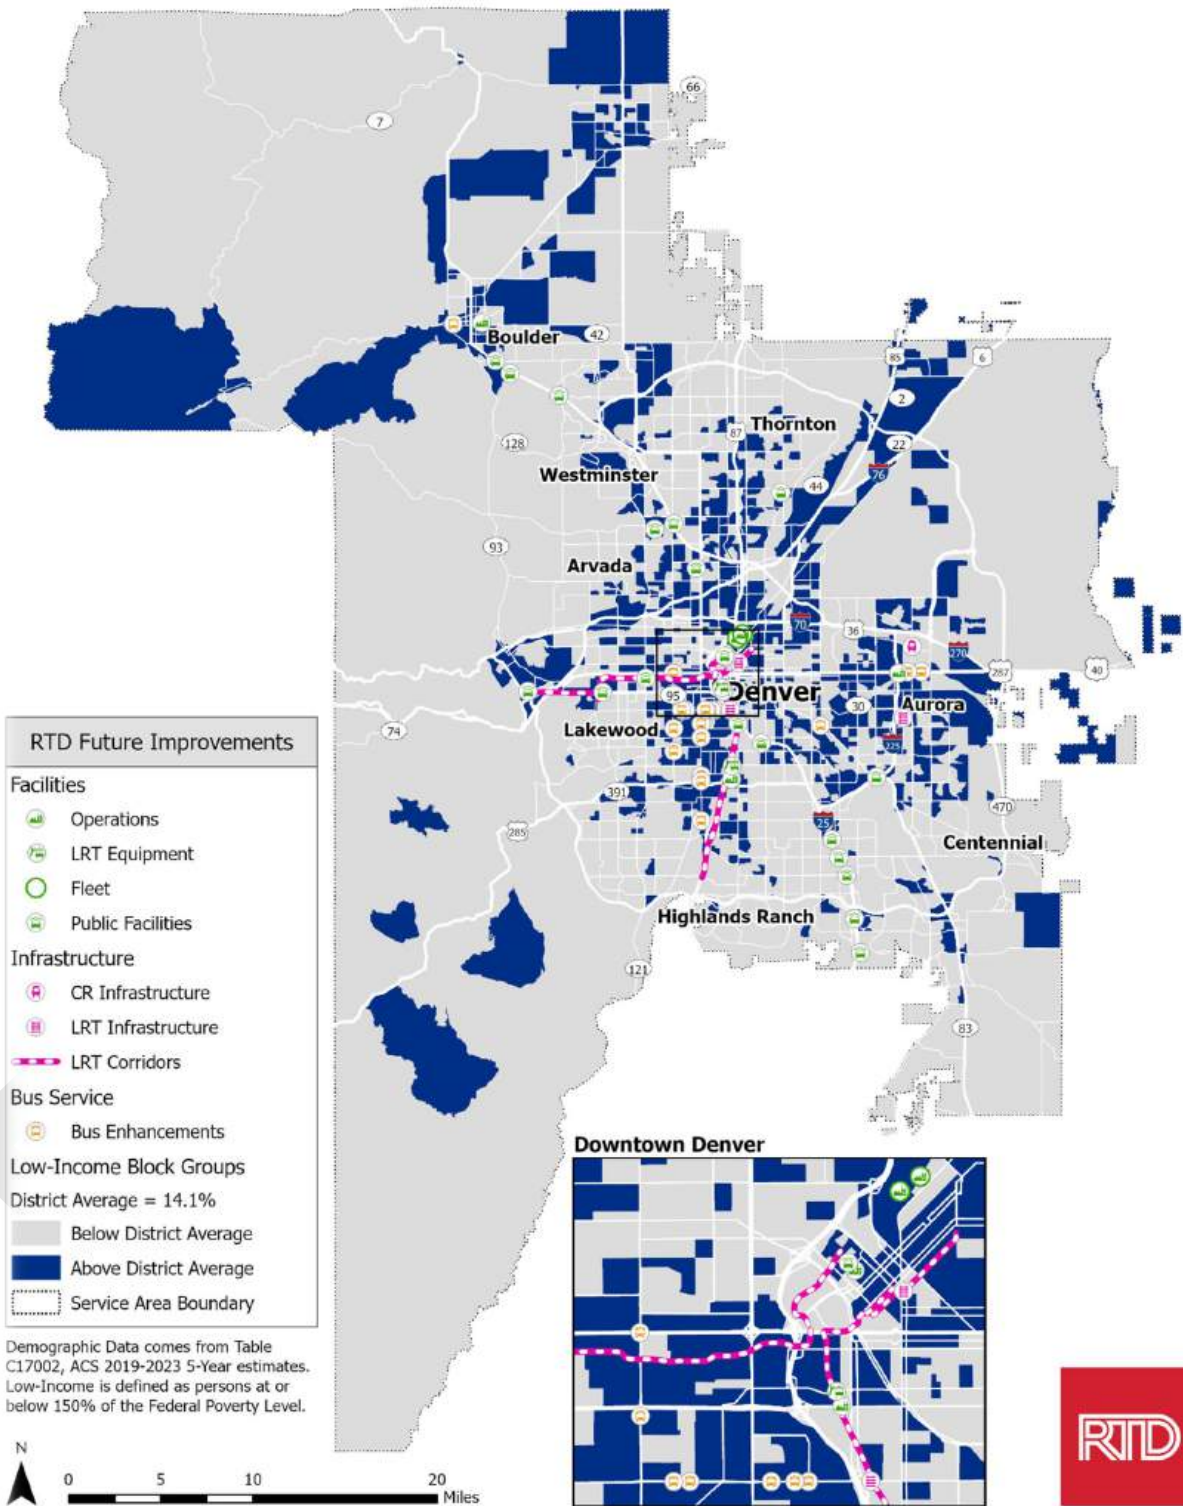 66
7
Boulder
42
85
6
2
Thornton
87
22
128
Westminster
76
44
93
Arvada
70
36
270
287
40
95
Denver
30
Aurora
74
Lakewood
225
391
470
285
25
Centennial
Highlands Ranch
121
83
RTD Future Improvements
Facilities
Operations
LRT Equipment
Fleet
Public Facilities
Infrastructure
CR Infrastructure
LRT Infrastructure
LRT Corridors
Bus Service
Bus Enhancements
Low-Income Block Groups
District Average = 14.1%
Below District Average
Above District Average
Service Area Boundary
Demographic Data comes from Table
C17002, ACS 2019-2023 5-Year estimates.
Low-Income is defined as persons at or
below 150% of the Federal Poverty Level.
N
0 5 10 20
Miles
Downtown Denver
RTD